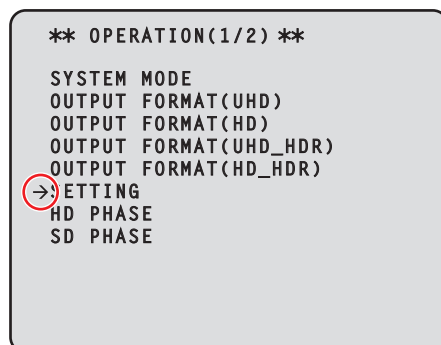 ** OPERATION(1/2) **
SYSTEM MODE
OUTPUT FORMAT(UHD)
OUTPUT FORMAT(HD)
OUTPUT FORMAT(UHD_HDR)
OUTPUT FORMAT(HD_HDR)
→SETTING
HD PHASE
SD PHASE